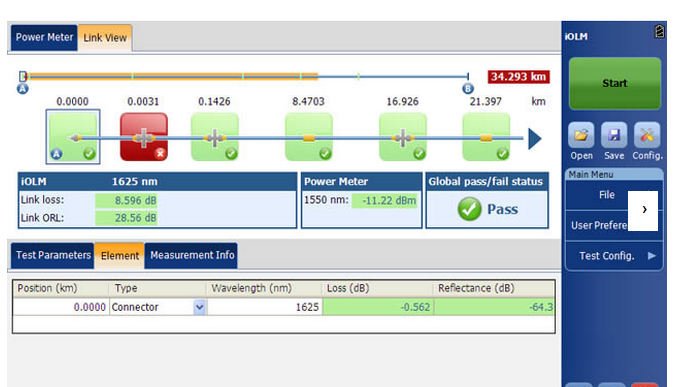 Power Meter
Link View
iOLM
34.293 km
Start
A
B
0.0000 0.0031 0.1426 8.4703 16.926 21.397 km
A
Open Save Config.
Main Menu
iOLM 1625 nm
Power Meter
Global pass/fail status
Link loss: 8.596 dB
1550 nm: -11.22 dBm
Pass
Link ORL: 28.56 dB
File
User Prefere
Test Config.
Test Parameters
Element
Measurement Info
Position (km) Type Wavelength (nm) Loss (dB) Reflectance (dB)
0.0000 Connector 1625 -0.562 -64.3